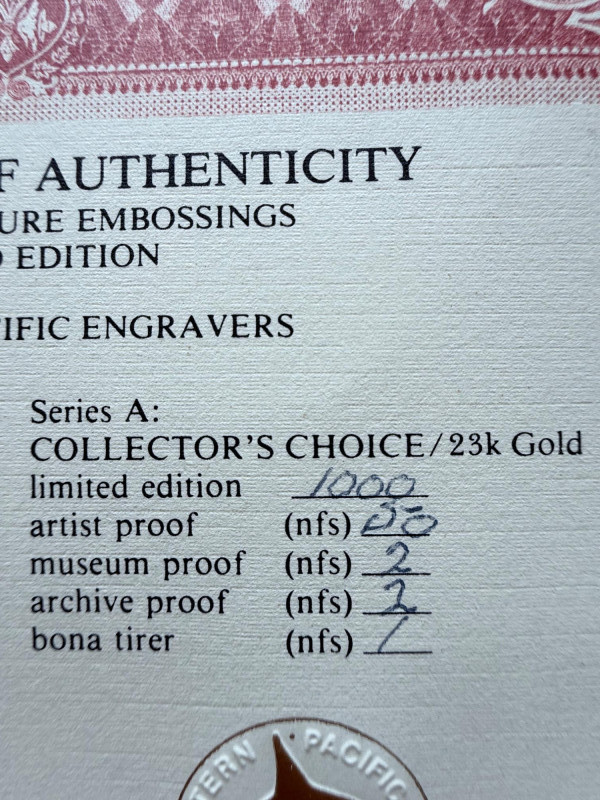 F AUTHENTICITY
URE EMBOSSINGS
D EDITION
IFIC ENGRAVERS
Series A:
COLLECTOR'S CHOICE/23k Gold
limited edition 1000
artist proof (nfs) 50
museum proof (nfs) 2
archive proof (nfs) 2
bona tirer (nfs) 1
TERN PACIFIC